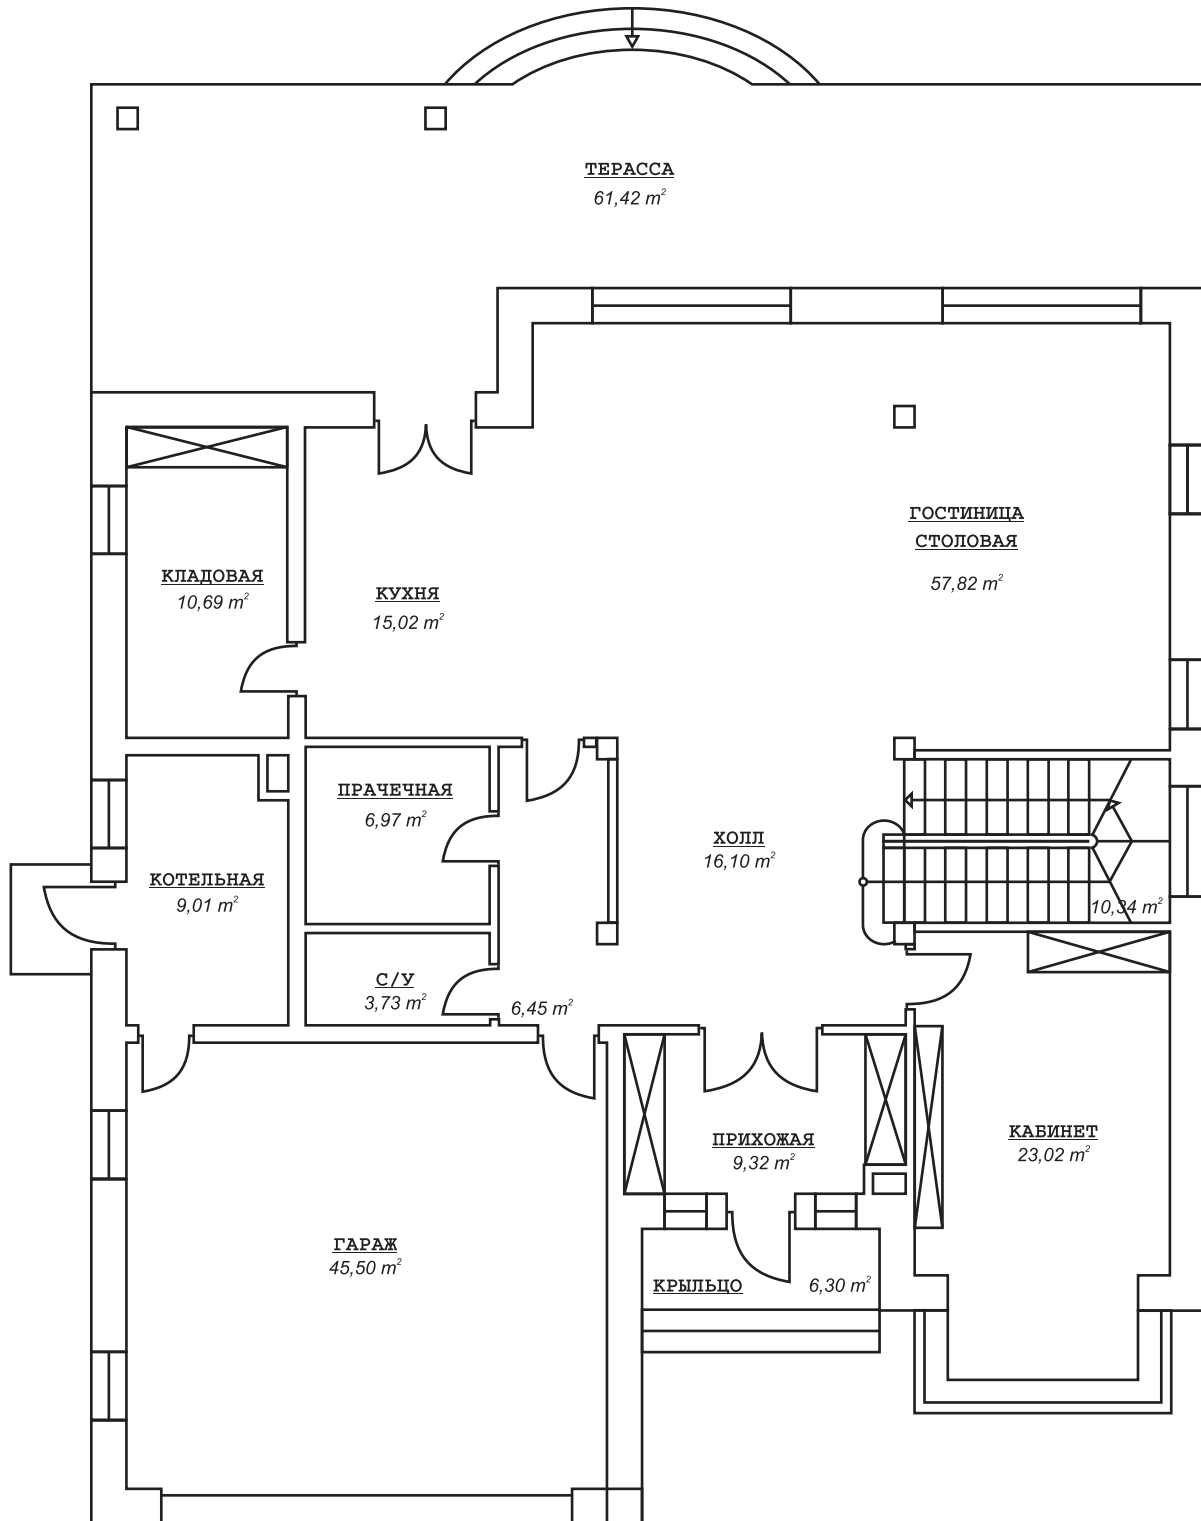 ТЕРАССА
61,42 m²
ГОСТИНИЦА
СТОЛОВАЯ
57,82 m²
КЛАДОВАЯ
10,69 m²
КУХНЯ
15,02 m²
ПРАЧЕЧНАЯ
6,97 m²
ХОЛЛ
16,10 m²
КОТЕЛЬНАЯ
9,01 m²
10,34 m²
С/У
3,73 m²
6,45 m²
ПРИХОЖАЯ
9,32 m²
КАБИНЕТ
23,02 m²
ГАРАЖ
45,50 m²
КРЫЛЬЦО 6,30 m²